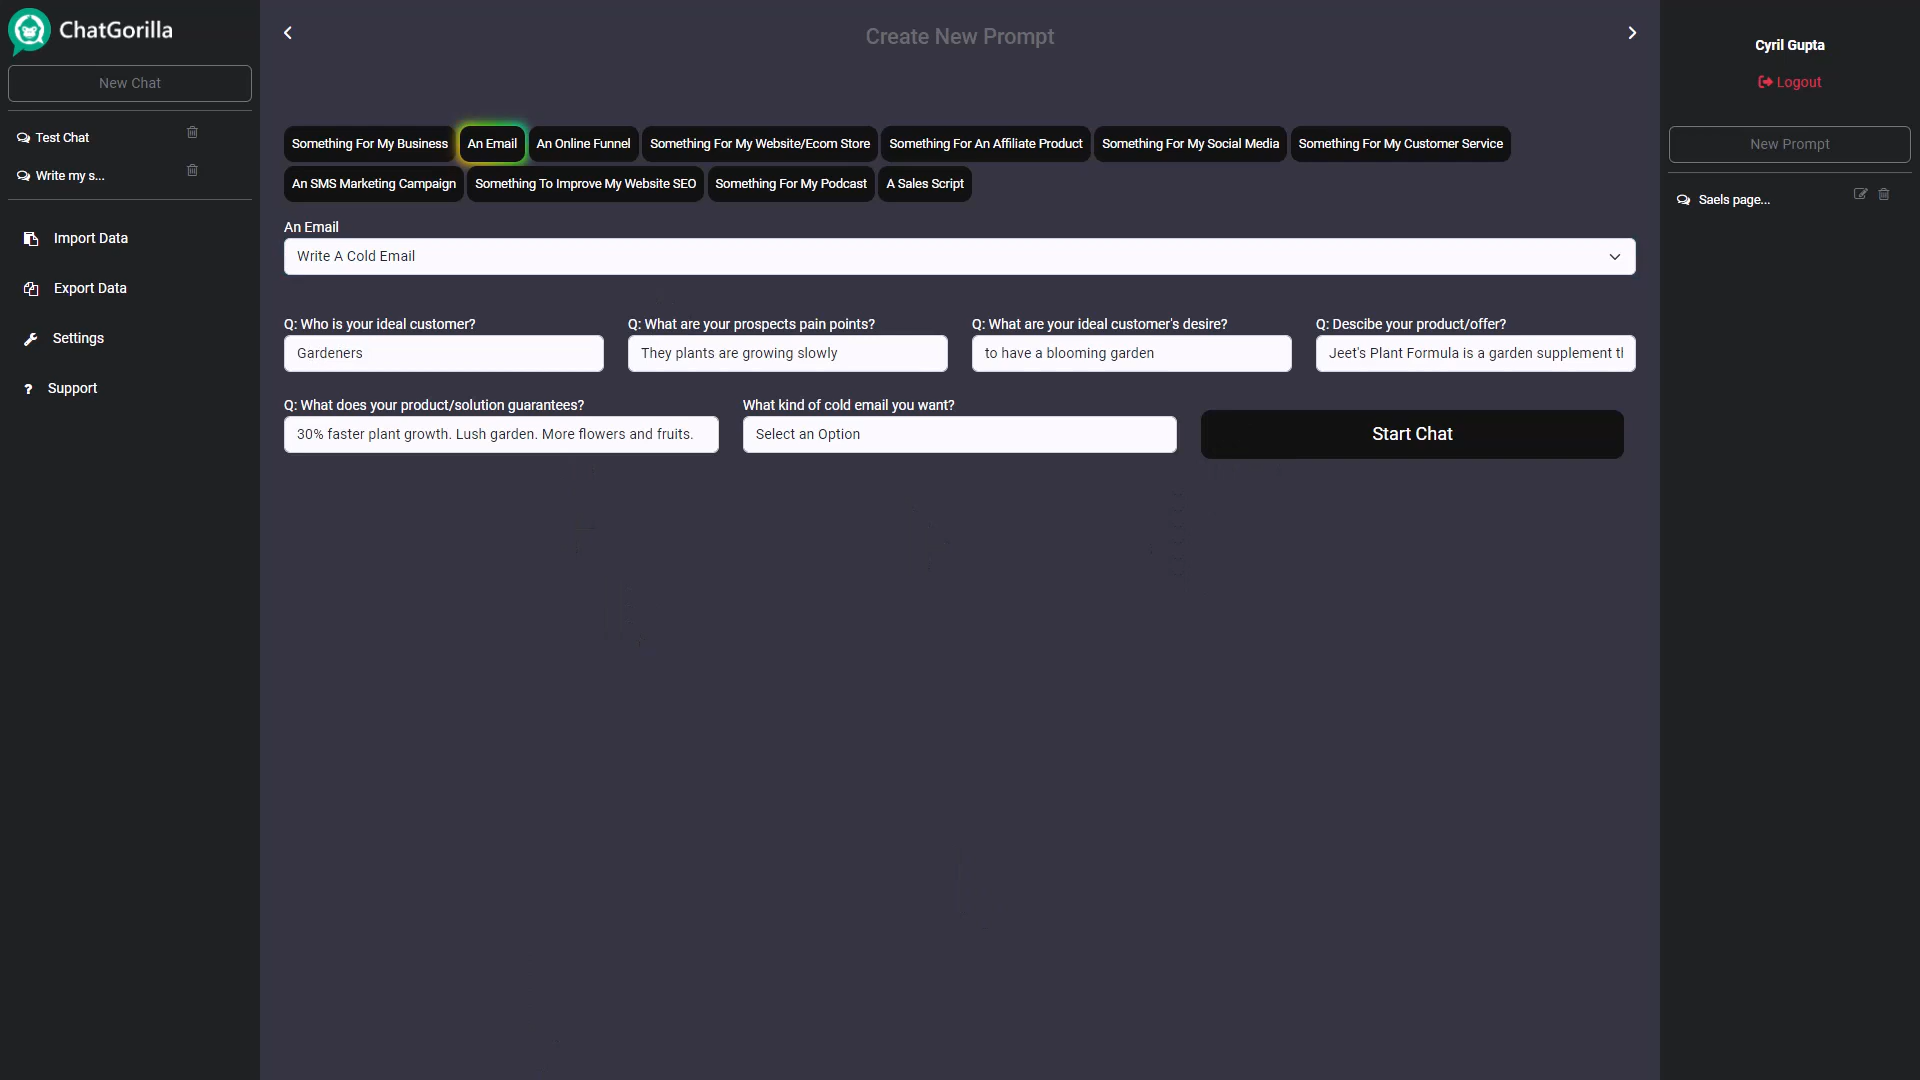 ChatGorilla
New Chat
Test Chat
Write my s...
Import Data
Export Data
Settings
? Support
Create New Prompt
Something For My Business
An Email
An Online Funnel
Something For My Website/Ecom Store
Something For An Affiliate Product
Something For My Social Media
Something For My Customer Service
An SMS Marketing Campaign
Something To Improve My Website SEO
Something For My Podcast
A Sales Script
An Email
Write A Cold Email
Q: Who is your ideal customer?
Gardeners
Q: What are your prospects pain points?
They plants are growing slowly
Q: What are your ideal customer's desire?
to have a blooming garden
Q: Descibe your product/offer?
Jeet's Plant Formula is a garden supplement tl
Q: What does your product/solution guarantees?
30% faster plant growth. Lush garden. More flowers and fruits.
What kind of cold email you want?
Select an Option
Start Chat
Cyril Gupta
Logout
New Prompt
Saels page...